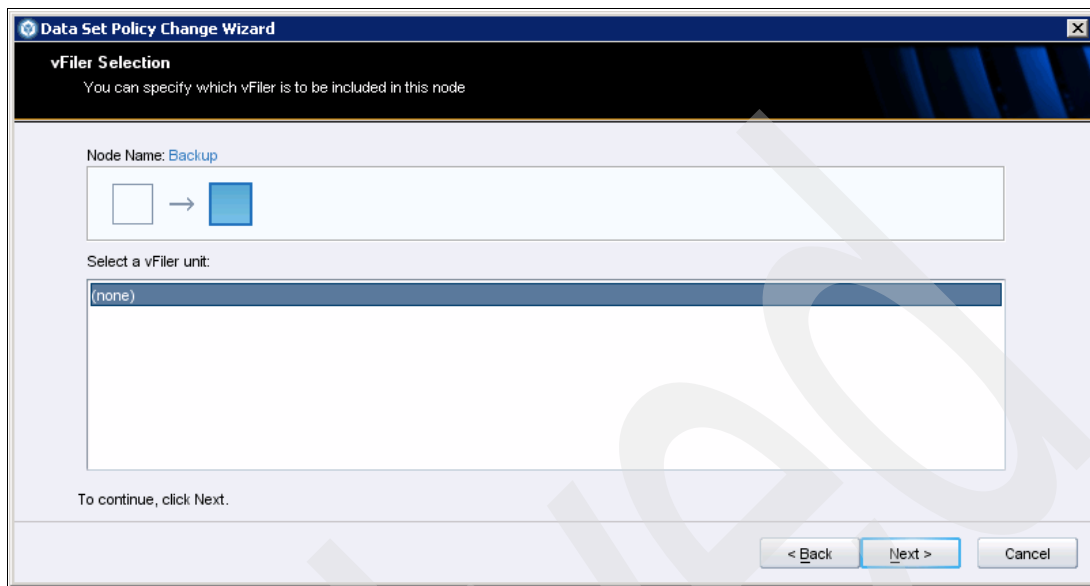 Data Set Policy Change Wizard
vFiler Selection
You can specify which vFiler is to be included in this node
Node Name: Backup
Select a vFiler unit:
(none)
To continue, click Next.
< Back
Next >
Cancel